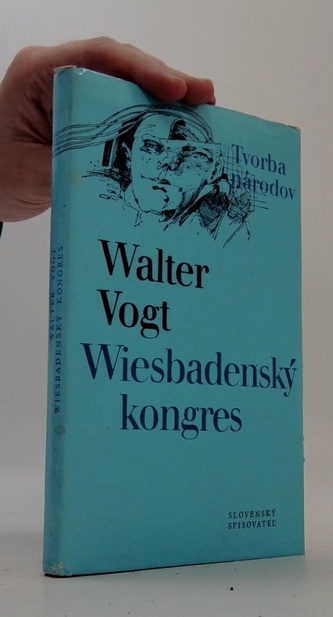 Tvorba
národov
Walter
Vogt
Wiesbadenský
kongres
SLOVENSKÝ
SPISOVATEĽ
WALTER VOGT
WIESBADENSKÝ KONGRES